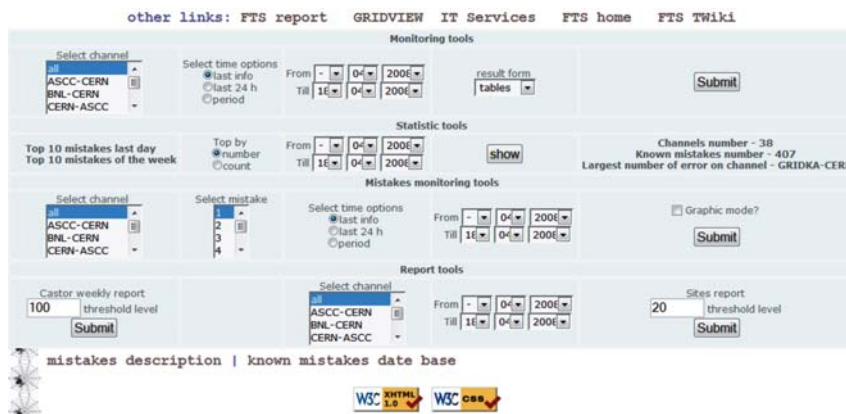 other links: FTS report GRIDVIEW IT Services FTS home FTS TWiki
Monitoring tools
Select channel
all
ASCC-CERN
BNL-CERN
CERN-ASCC
Select time options
last info
last 24 h
period
From - 04 2008
Till 18 04 2008
result form
tables
Submit
Statistic tools
Top 10 mistakes last day
Top 10 mistakes of the week
Top by
number
count
From - 04 2008
Till 18 04 2008
show
Channels number - 38
Known mistakes number - 407
Largest number of error on channel - GRIDKA-CER
Mistakes monitoring tools
Select channel
all
ASCC-CERN
BNL-CERN
CERN-ASCC
Select mistake
1
2
3
4
Select time options
last info
last 24 h
period
From - 04 2008
Till 18 04 2008
Graphic mode?
Submit
Report tools
Castor weekly report
100 threshold level
Submit
Select channel
all
ASCC-CERN
BNL-CERN
CERN-ASCC
From - 04 2008
Till 18 04 2008
Sites report
20 threshold level
Submit
mistakes description | known mistakes date base
W3C XHTML 1.0
W3C css